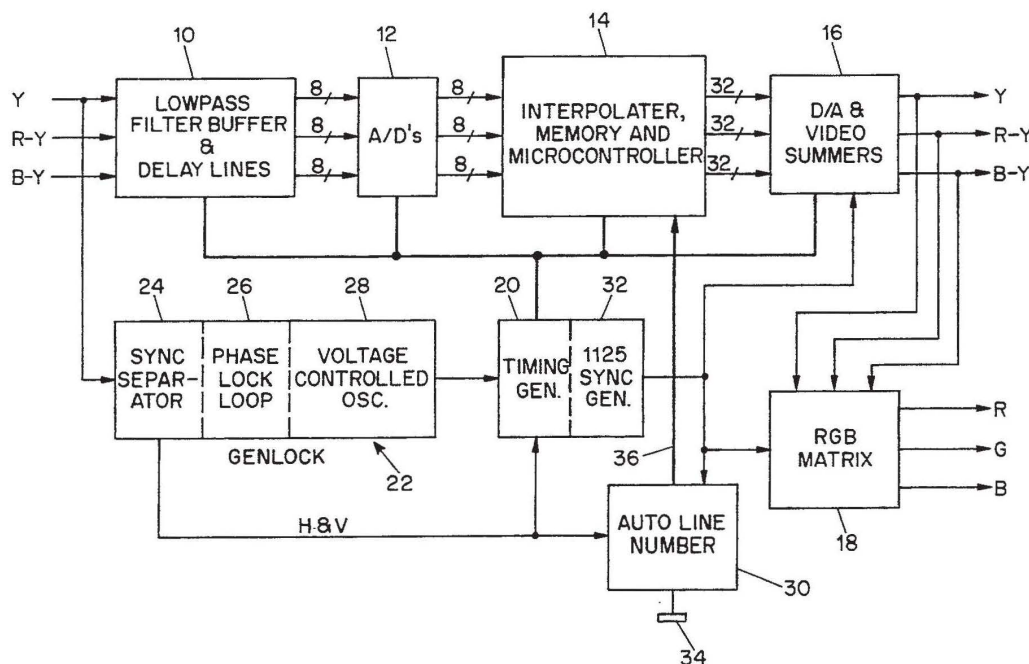 10
12
14
16
Y
R-Y
B-Y
LOWPASS
FILTER BUFFER
&
DELAY LINES
8
8
8
A/D's
8
8
8
INTERPOLATER,
MEMORY AND
MICROCONTROLLER
32
32
32
D/A &
VIDEO
SUMMERS
Y
R-Y
B-Y
24
26
28
20
32
SYNC
SEPAR-
ATOR
PHASE
LOCK
LOOP
VOLTAGE
CONTROLLED
OSC.
TIMING
GEN.
1125
SYNC
GEN.
GENLOCK
22
36
RGB
MATRIX
R
G
B
18
H&V
AUTO LINE
NUMBER
30
34